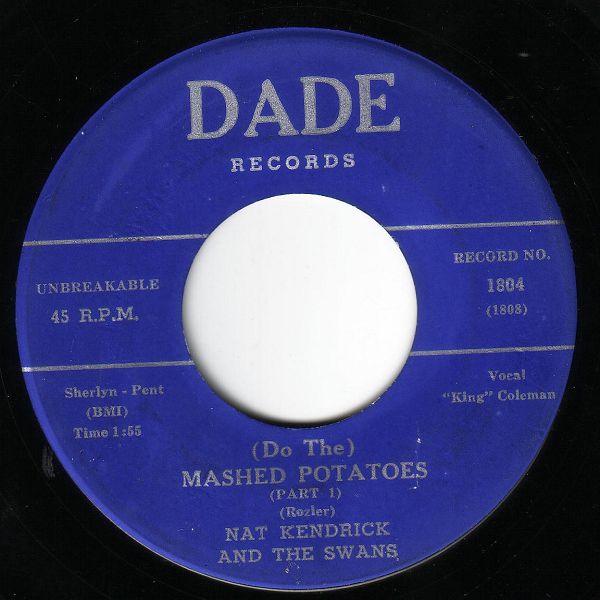 DADE
RECORDS
UNBREAKABLE
45 R.P.M.
RECORD NO.
1804
(1808)
Sherlyn - Pent
(BMI)
Time 1:55
Vocal
"King" Coleman
(Do The)
MASHED POTATOES
(PART 1)
(Rozier)
NAT KENDRICK
AND THE SWANS